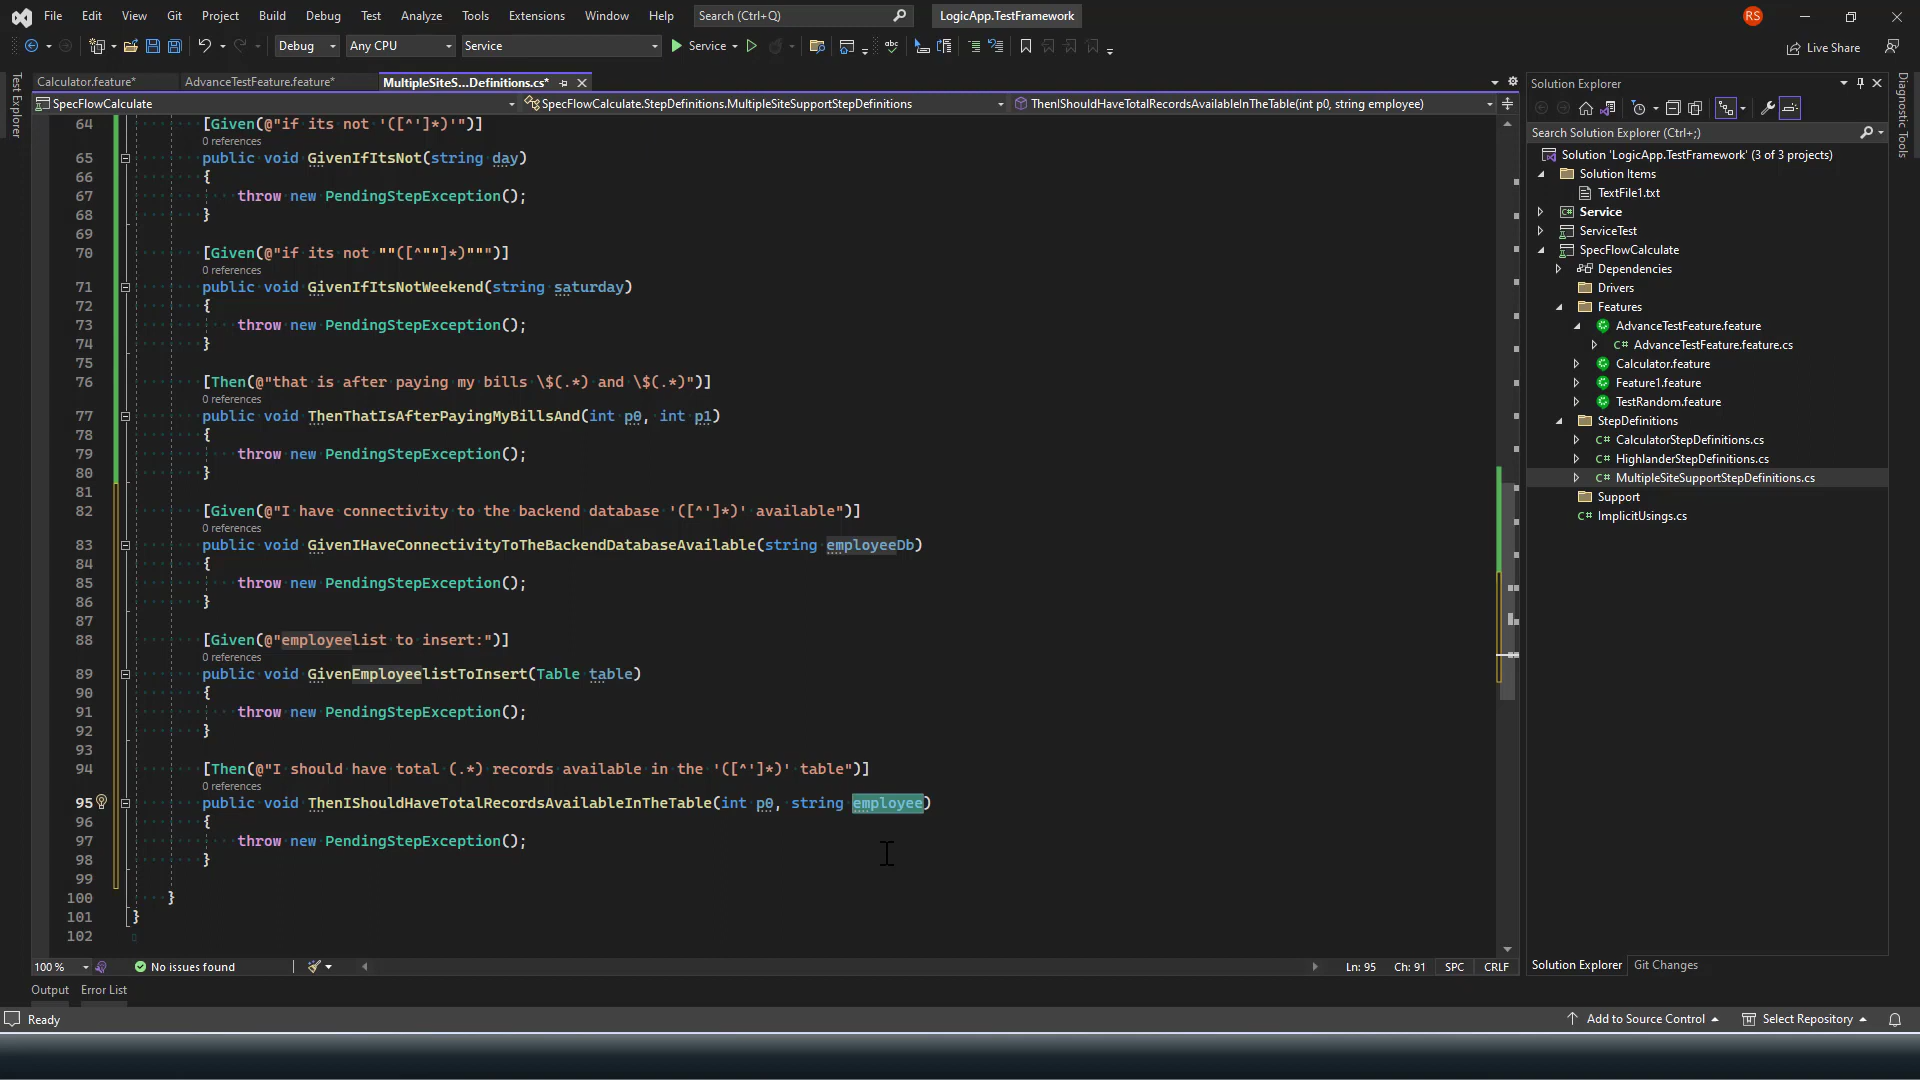 File Edit View Git Project Build Debug Test Analyze Tools Extensions Window Help Search (Ctrl+Q) LogicApp.TestFramework RS
Debug Any CPU Service Service Live Share
Calculator.feature* AdvanceTestFeature.feature* MultipleSiteS...Definitions.cs*
SpecFlowCalculate SpecFlowCalculate.StepDefinitions.MultipleSiteSupportStepDefinitions ThenIShouldHaveTotalRecordsAvailableInTheTable(int p0, string employee)
Test Explorer
64 [Given(@"if its not '([^']*)'")]
0 references
65 public void GivenIfItsNot(string day)
66 {
67 throw new PendingStepException();
68 }
69
70 [Given(@"if its not ""([^""]*)""")]
0 references
71 public void GivenIfItsNotWeekend(string saturday)
72 {
73 throw new PendingStepException();
74 }
75
76 [Then(@"that is after paying my bills \$(.*) and \$(.*)")]
0 references
77 public void ThenThatIsAfterPayingMyBillsAnd(int p0, int p1)
78 {
79 throw new PendingStepException();
80 }
81
82 [Given(@"I have connectivity to the backend database '([^']*)' available")]
0 references
83 public void GivenIHaveConnectivityToTheBackendDatabaseAvailable(string employeeDb)
84 {
85 throw new PendingStepException();
86 }
87
88 [Given(@"employeelist to insert:")]
0 references
89 public void GivenEmployeelistToInsert(Table table)
90 {
91 throw new PendingStepException();
92 }
93
94 [Then(@"I should have total (.*) records available in the '([^']*)' table")]
0 references
95 public void ThenIShouldHaveTotalRecordsAvailableInTheTable(int p0, string employee)
96 {
97 throw new PendingStepException();
98 }
99
100 }
101 }
102
100 % No issues found Ln: 95 Ch: 91 SPC CRLF
Output Error List
Ready Add to Source Control Select Repository
Solution Explorer
Search Solution Explorer (Ctrl+;)
Solution 'LogicApp.TestFramework' (3 of 3 projects)
Solution Items
TextFile1.txt
Service
ServiceTest
SpecFlowCalculate
Dependencies
Drivers
Features
AdvanceTestFeature.feature
C# AdvanceTestFeature.feature.cs
Calculator.feature
Feature1.feature
TestRandom.feature
StepDefinitions
C# CalculatorStepDefinitions.cs
C# HighlanderStepDefinitions.cs
C# MultipleSiteSupportStepDefinitions.cs
Support
C# ImplicitUsings.cs
Solution Explorer Git Changes
Diagnostic Tools